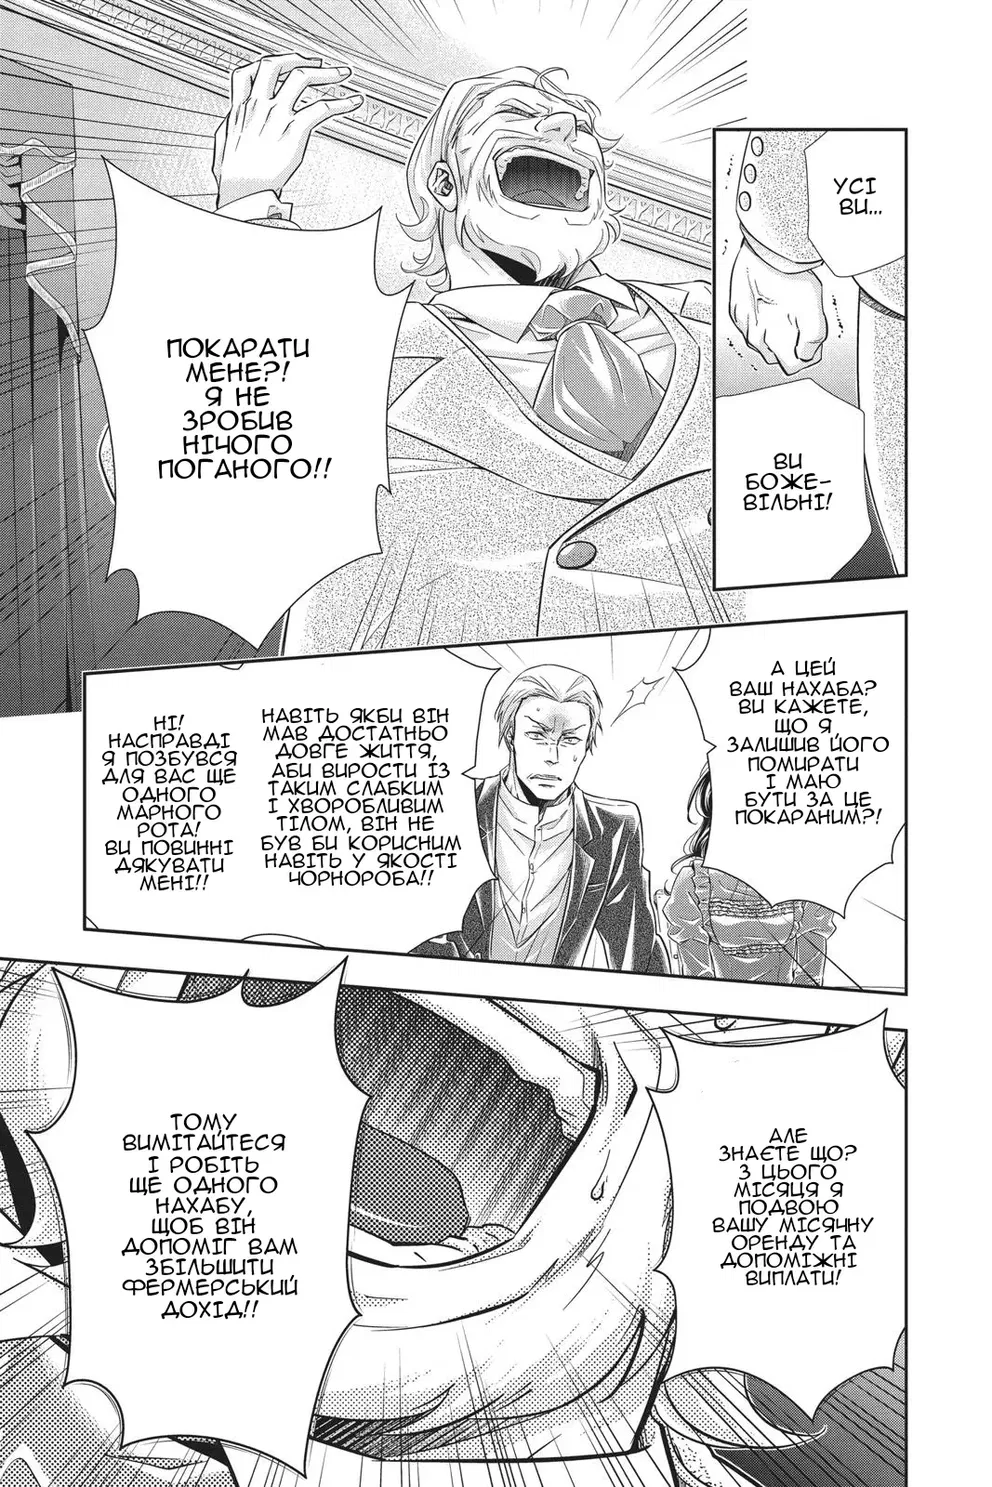 УСІ
ВИ...
ВИ
БОЖЕ-
ВІЛЬНІ!
ПОКАРАТИ
МЕНЕ?!
Я НЕ
ЗРОБИВ
НІЧОГО
ПОГАНОГО!!
А ЦЕЙ
ВАШ НАХАБА?
ВИ КАЖЕТЕ,
ЩО Я
ЗАЛИШИВ ЙОГО
ПОМИРАТИ
І МАЮ
БУТИ ЗА ЦЕ
ПОКАРАНИМ?!
НАВІТЬ ЯКБИ ВІН
МАВ ДОСТАТНЬО
ДОВГЕ ЖИТТЯ,
АБИ ВИРОСТИ ІЗ
ТАКИМ СЛАБКИМ
І ХВОРОБЛИВИМ
ТІЛОМ, ВІН НЕ
БУВ БИ КОРИСНИМ
НАВІТЬ У ЯКОСТІ
ЧОРНОРОБА!!
НІ!
НАСПРАВДІ
Я ПОЗБУВСЯ
ДЛЯ ВАС ЩЕ
ОДНОГО
МАРНОГО
РОТА!
ВИ ПОВИННІ
ДЯКУВАТИ
МЕНІ!!
АЛЕ
ЗНАЄТЕ ЩО?
З ЦЬОГО
МІСЯЦЯ Я
ПОДВОЮ
ВАШУ МІСЯЧНУ
ОРЕНДУ ТА
ДОПОМІЖНІ
ВИПЛАТИ!
ТОМУ
ВИМІТАЙТЕСЯ
І РОБІТЬ
ЩЕ ОДНОГО
НАХАБУ,
ЩОБ ВІН
ДОПОМІГ ВАМ
ЗБІЛЬШИТИ
ФЕРМЕРСЬКИЙ
ДОХІД!!